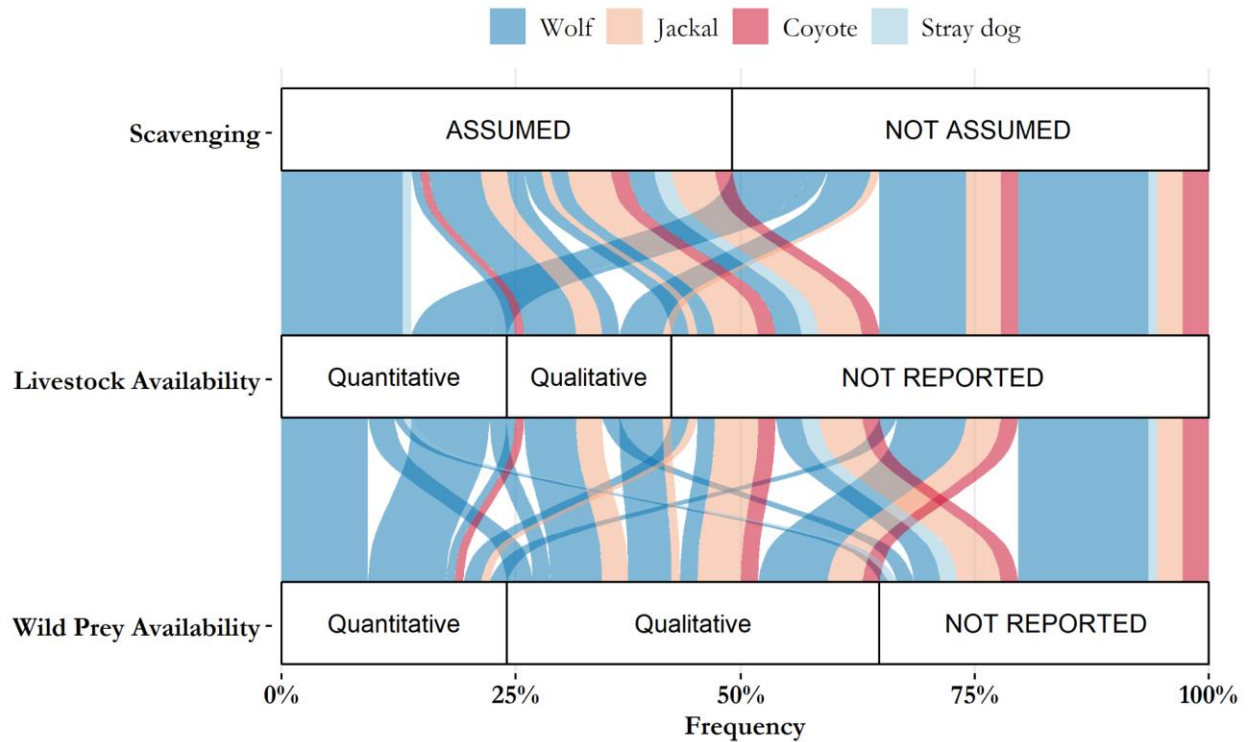 Wolf Jackal Coyote Stray dog
Scavenging
ASSUMED NOT ASSUMED
Livestock Availability
Quantitative Qualitative NOT REPORTED
Wild Prey Availability
Quantitative Qualitative NOT REPORTED
0% 25% 50% 75% 100%
Frequency